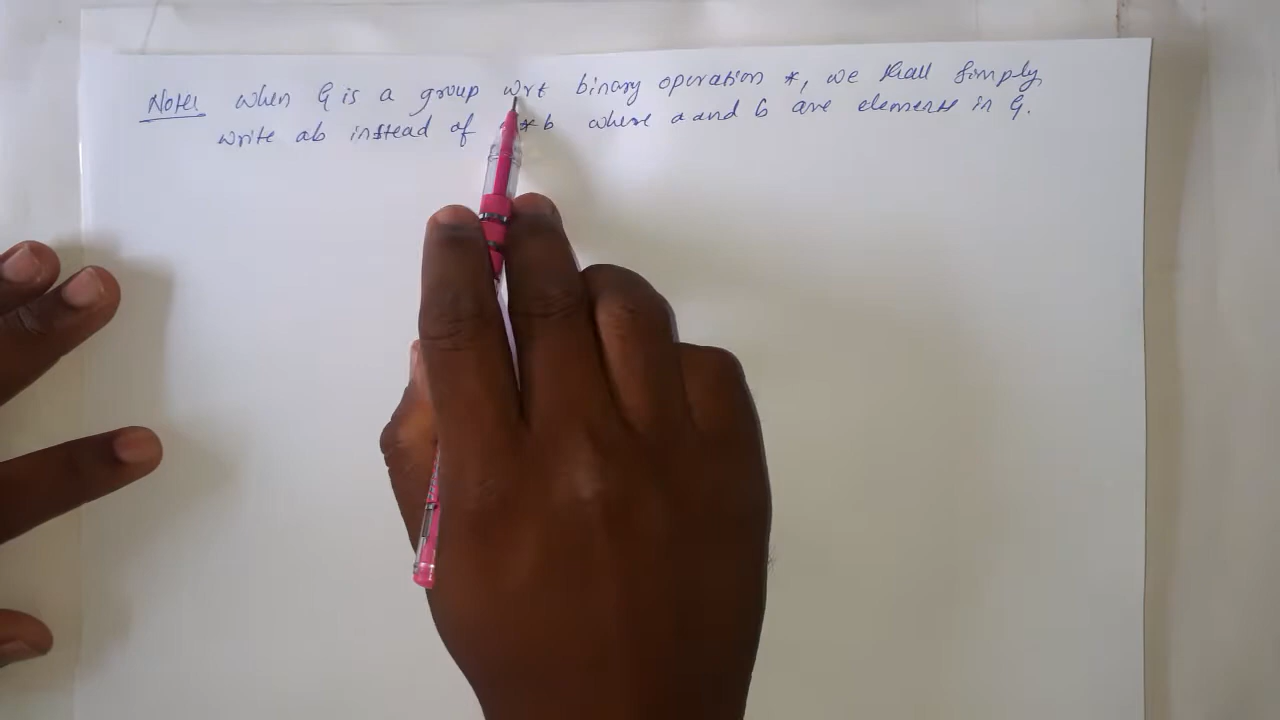 Note: When G is a group wrt binary operation *, we shall simply
write ab instead of *b where a and b are elements in G.